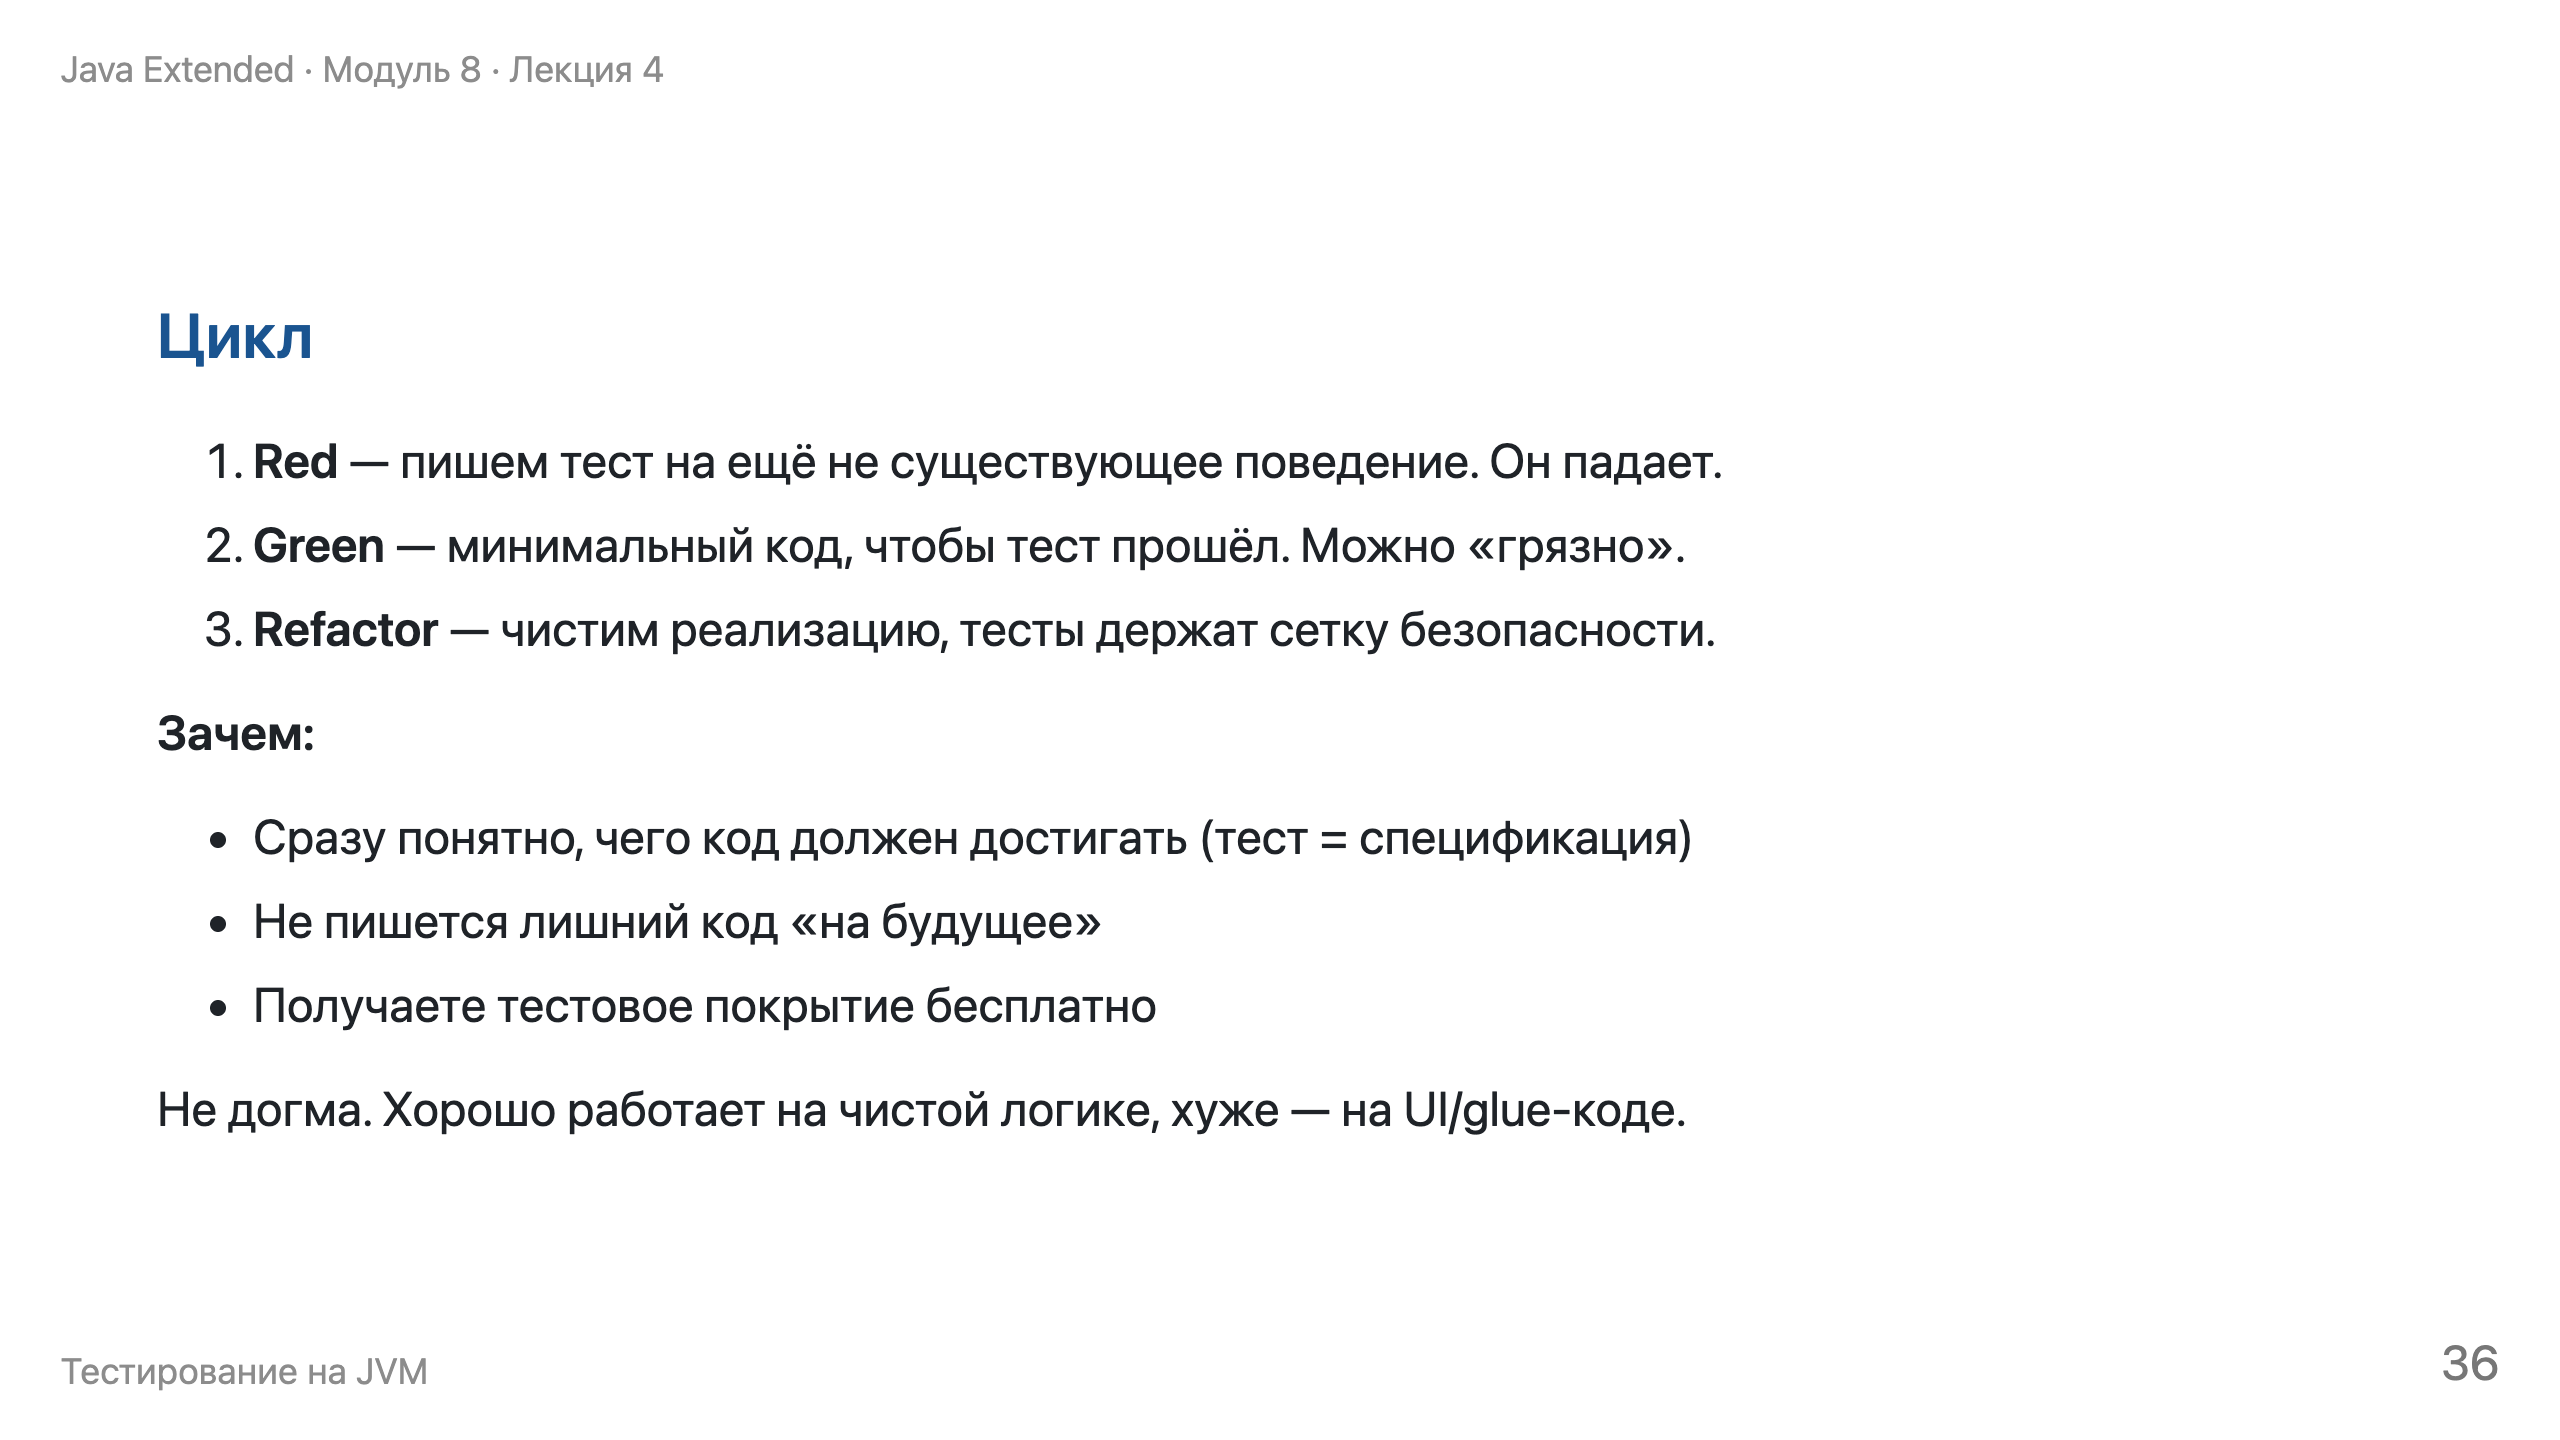 Java Extended · Модуль 8 · Лекция 4
Цикл
1. Red — пишем тест на ещё не существующее поведение. Он падает.
2. Green — минимальный код, чтобы тест прошёл. Можно «грязно».
3. Refactor — чистим реализацию, тесты держат сетку безопасности.
Зачем:
• Сразу понятно, чего код должен достигать (тест = спецификация)
• Не пишется лишний код «на будущее»
• Получаете тестовое покрытие бесплатно
Не догма. Хорошо работает на чистой логике, хуже — на UI/glue-коде.
Тестирование на JVM
36